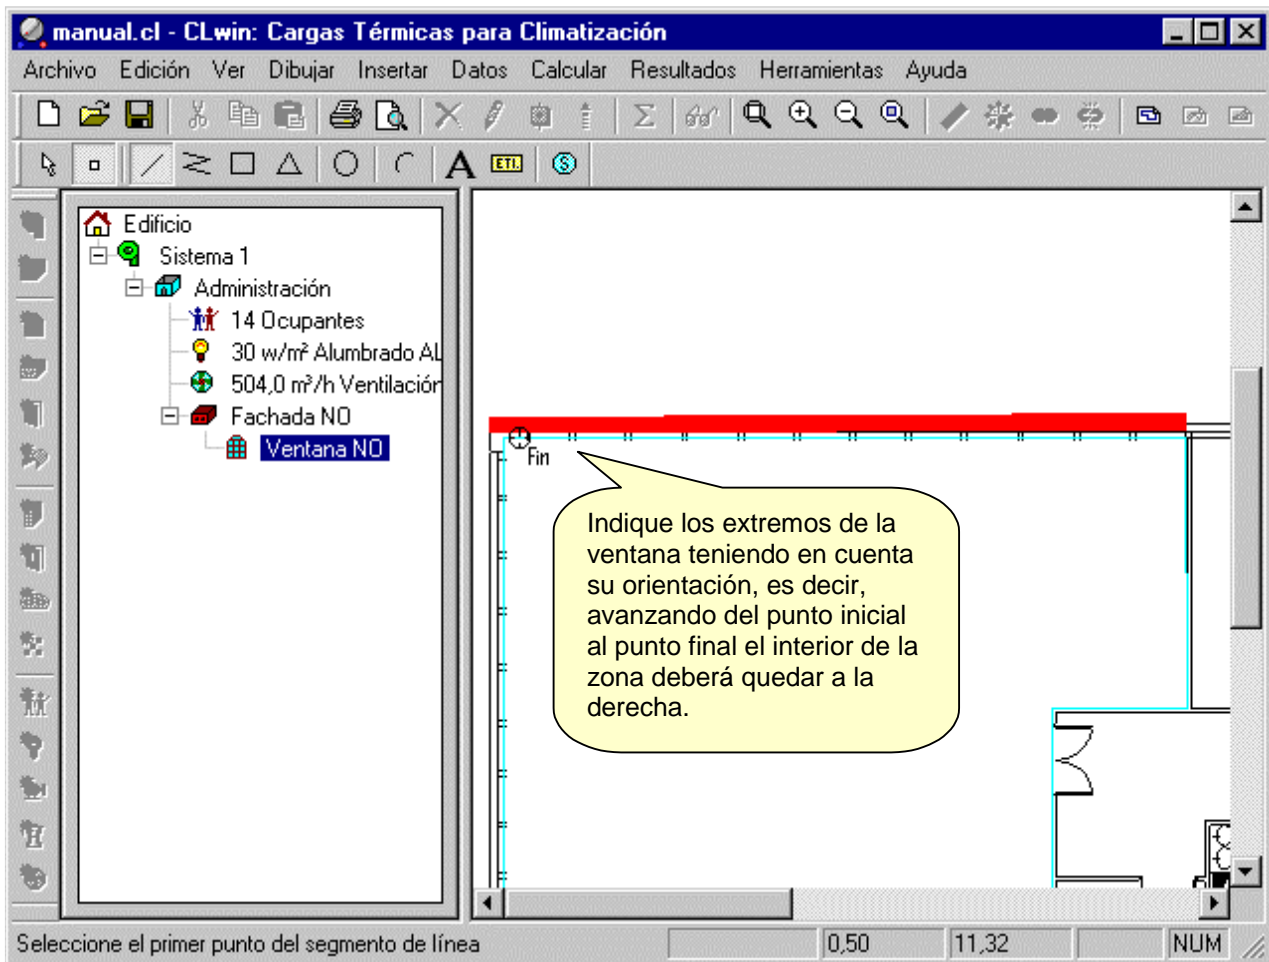 manual.cl - CLwin: Cargas Térmicas para Climatización
Archivo Edición Ver Dibujar Insertar Datos Calcular Resultados Herramientas Ayuda
A ETI. S
Edificio
Sistema 1
Administración
14 Ocupantes
30 w/m² Alumbrado AL
504,0 m³/h Ventilación
Fachada NO
Ventana NO
Fin
Indique los extremos de la
ventana teniendo en cuenta
su orientación, es decir,
avanzando del punto inicial
al punto final el interior de la
zona deberá quedar a la
derecha.
H
Seleccione el primer punto del segmento de línea 0,50 11,32 NUM